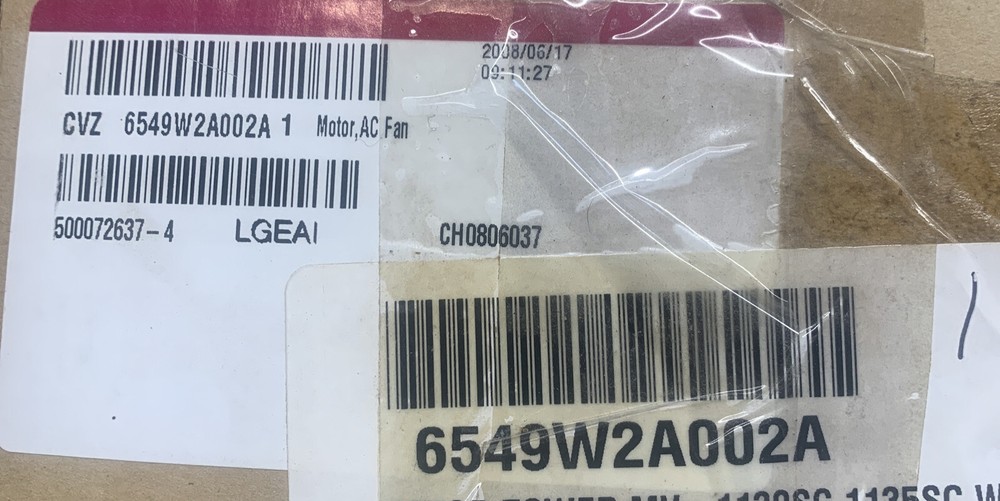 2008/06/17
09:11:27
CVZ 6549W2A002A 1 Motor,AC Fan
500072637-4 LGEAI CH0806037
6549W2A002A